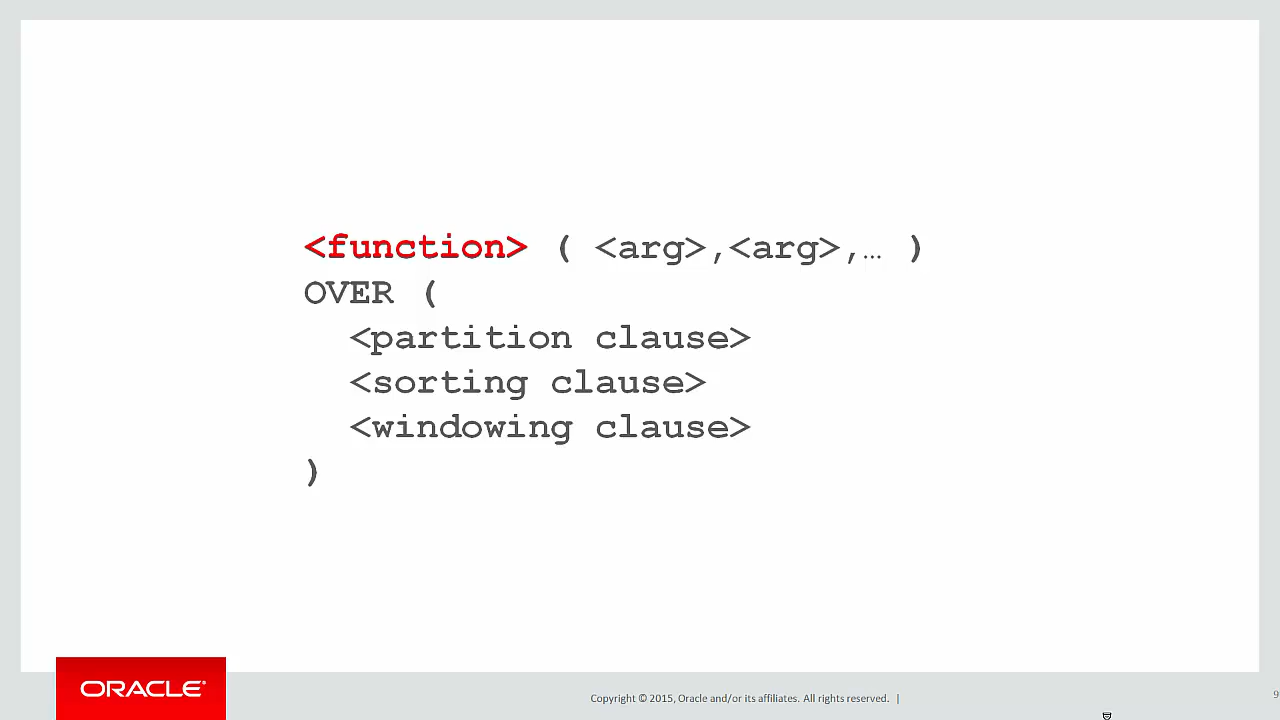 <function> ( <arg>,<arg>,… )
OVER (
<partition clause>
<sorting clause>
<windowing clause>
)
ORACLE®
Copyright © 2015, Oracle and/or its affiliates. All rights reserved. |
9